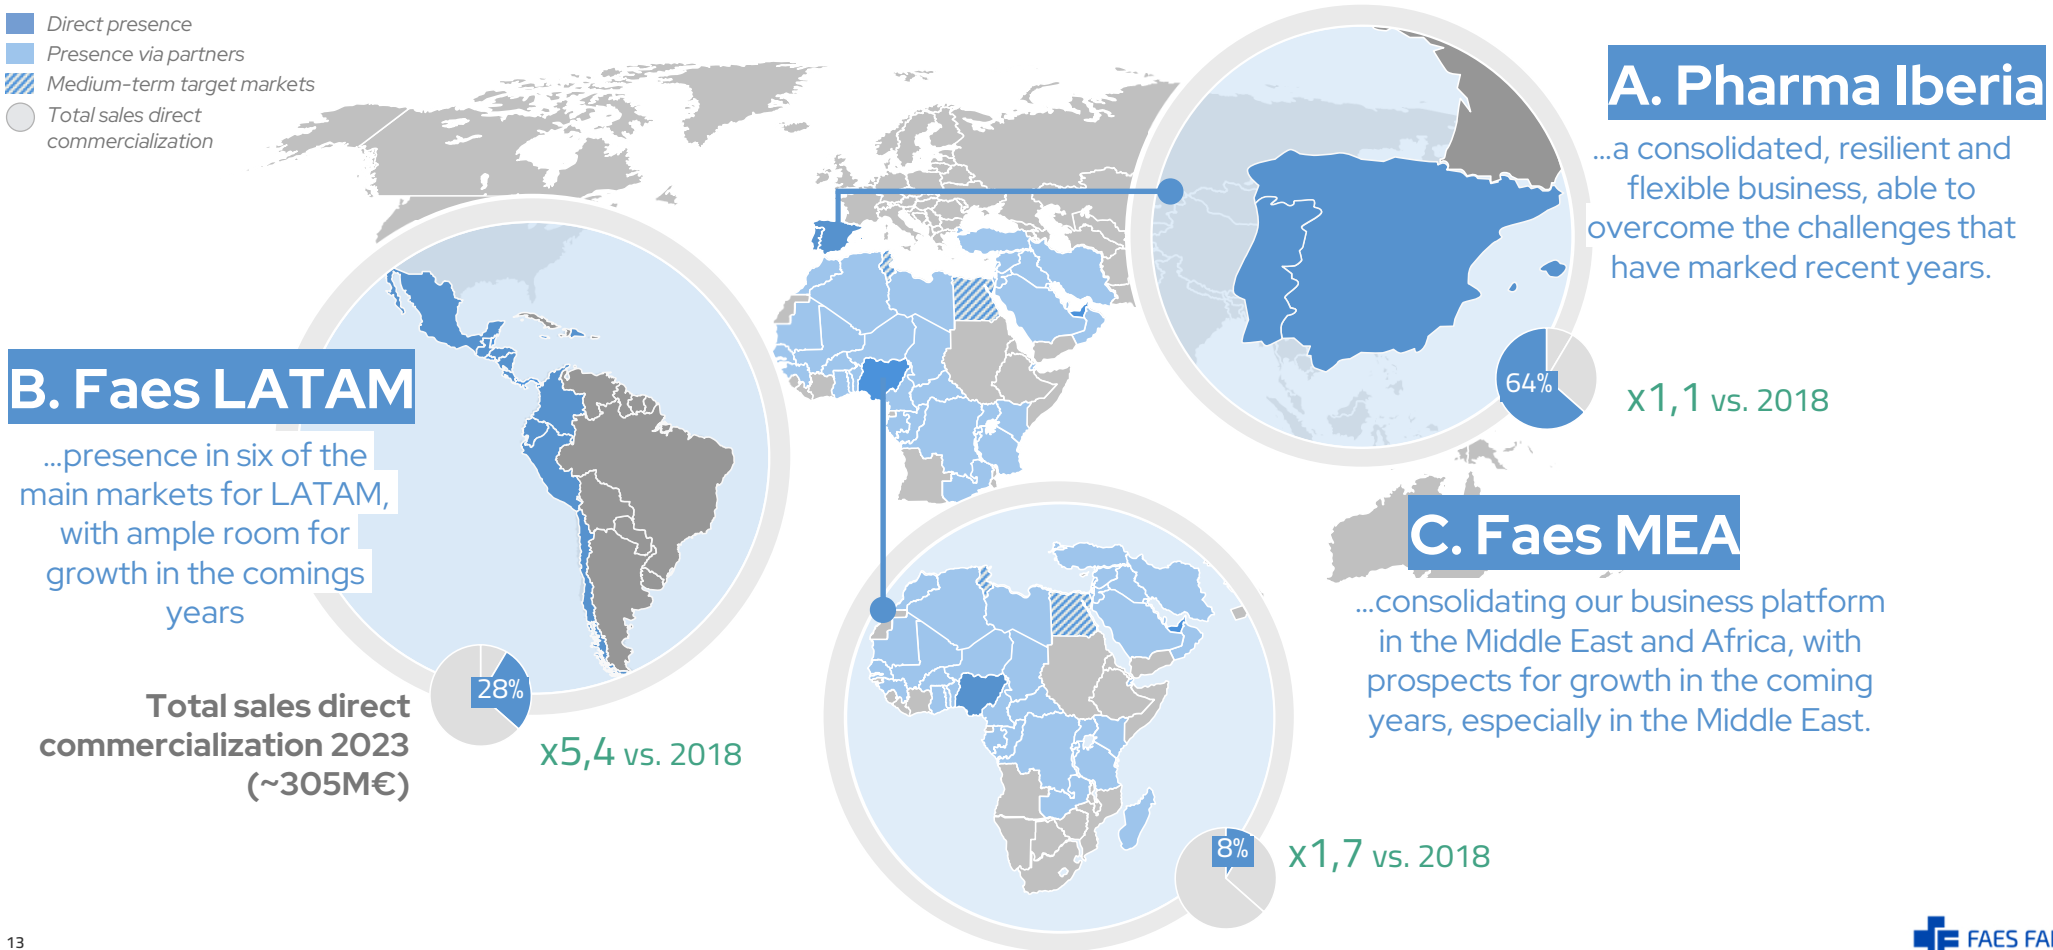 Direct presence
Presence via partners
Medium-term target markets
Total sales direct
commercialization
A. Pharma Iberia
...a consolidated, resilient and
flexible business, able to
overcome the challenges that
have marked recent years.
64%
x1,1 vs. 2018
B. Faes LATAM
...presence in six of the
main markets for LATAM,
with ample room for
growth in the comings
years
28%
x5,4 vs. 2018
Total sales direct
commercialization 2023
(~305M€)
C. Faes MEA
...consolidating our business platform
in the Middle East and Africa, with
prospects for growth in the coming
years, especially in the Middle East.
8%
x1,7 vs. 2018
13
FAES